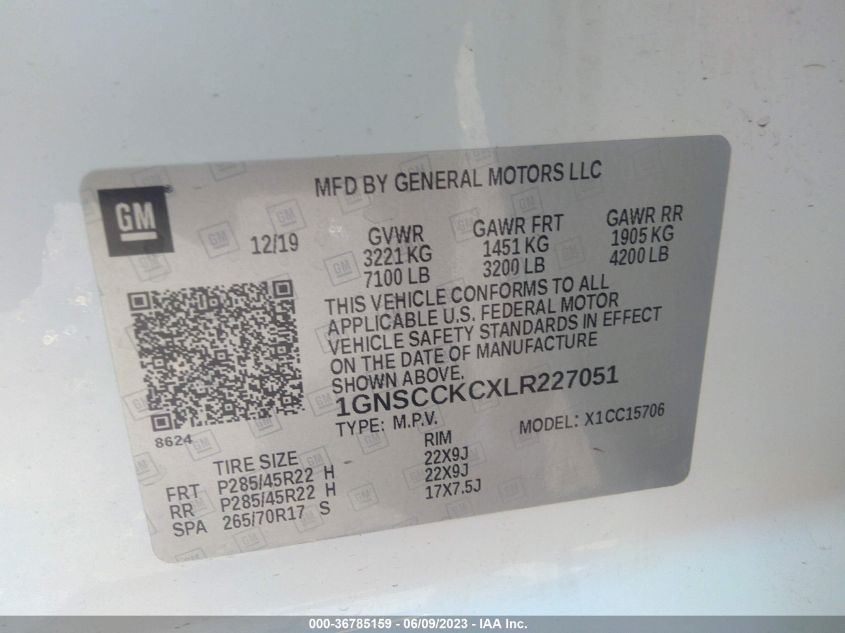 MFD BY GENERAL MOTORS LLC
GM
12/19
GVWR GAWR FRT GAWR RR
3221 KG 1451 KG 1905 KG
7100 LB 3200 LB 4200 LB
THIS VEHICLE CONFORMS TO ALL
APPLICABLE U.S. FEDERAL MOTOR
VEHICLE SAFETY STANDARDS IN EFFECT
ON THE DATE OF MANUFACTURE
SHOWN ABOVE.
1GNSCCKCXLR227051
TYPE: M.P.V. MODEL: X1CC15706
8624
TIRE SIZE RIM
FRT P285/45R22 H 22X9J
RR P285/45R22 H 22X9J
SPA 265/70R17 S 17X7.5J
000-36785159 - 06/09/2023 - IAA Inc.